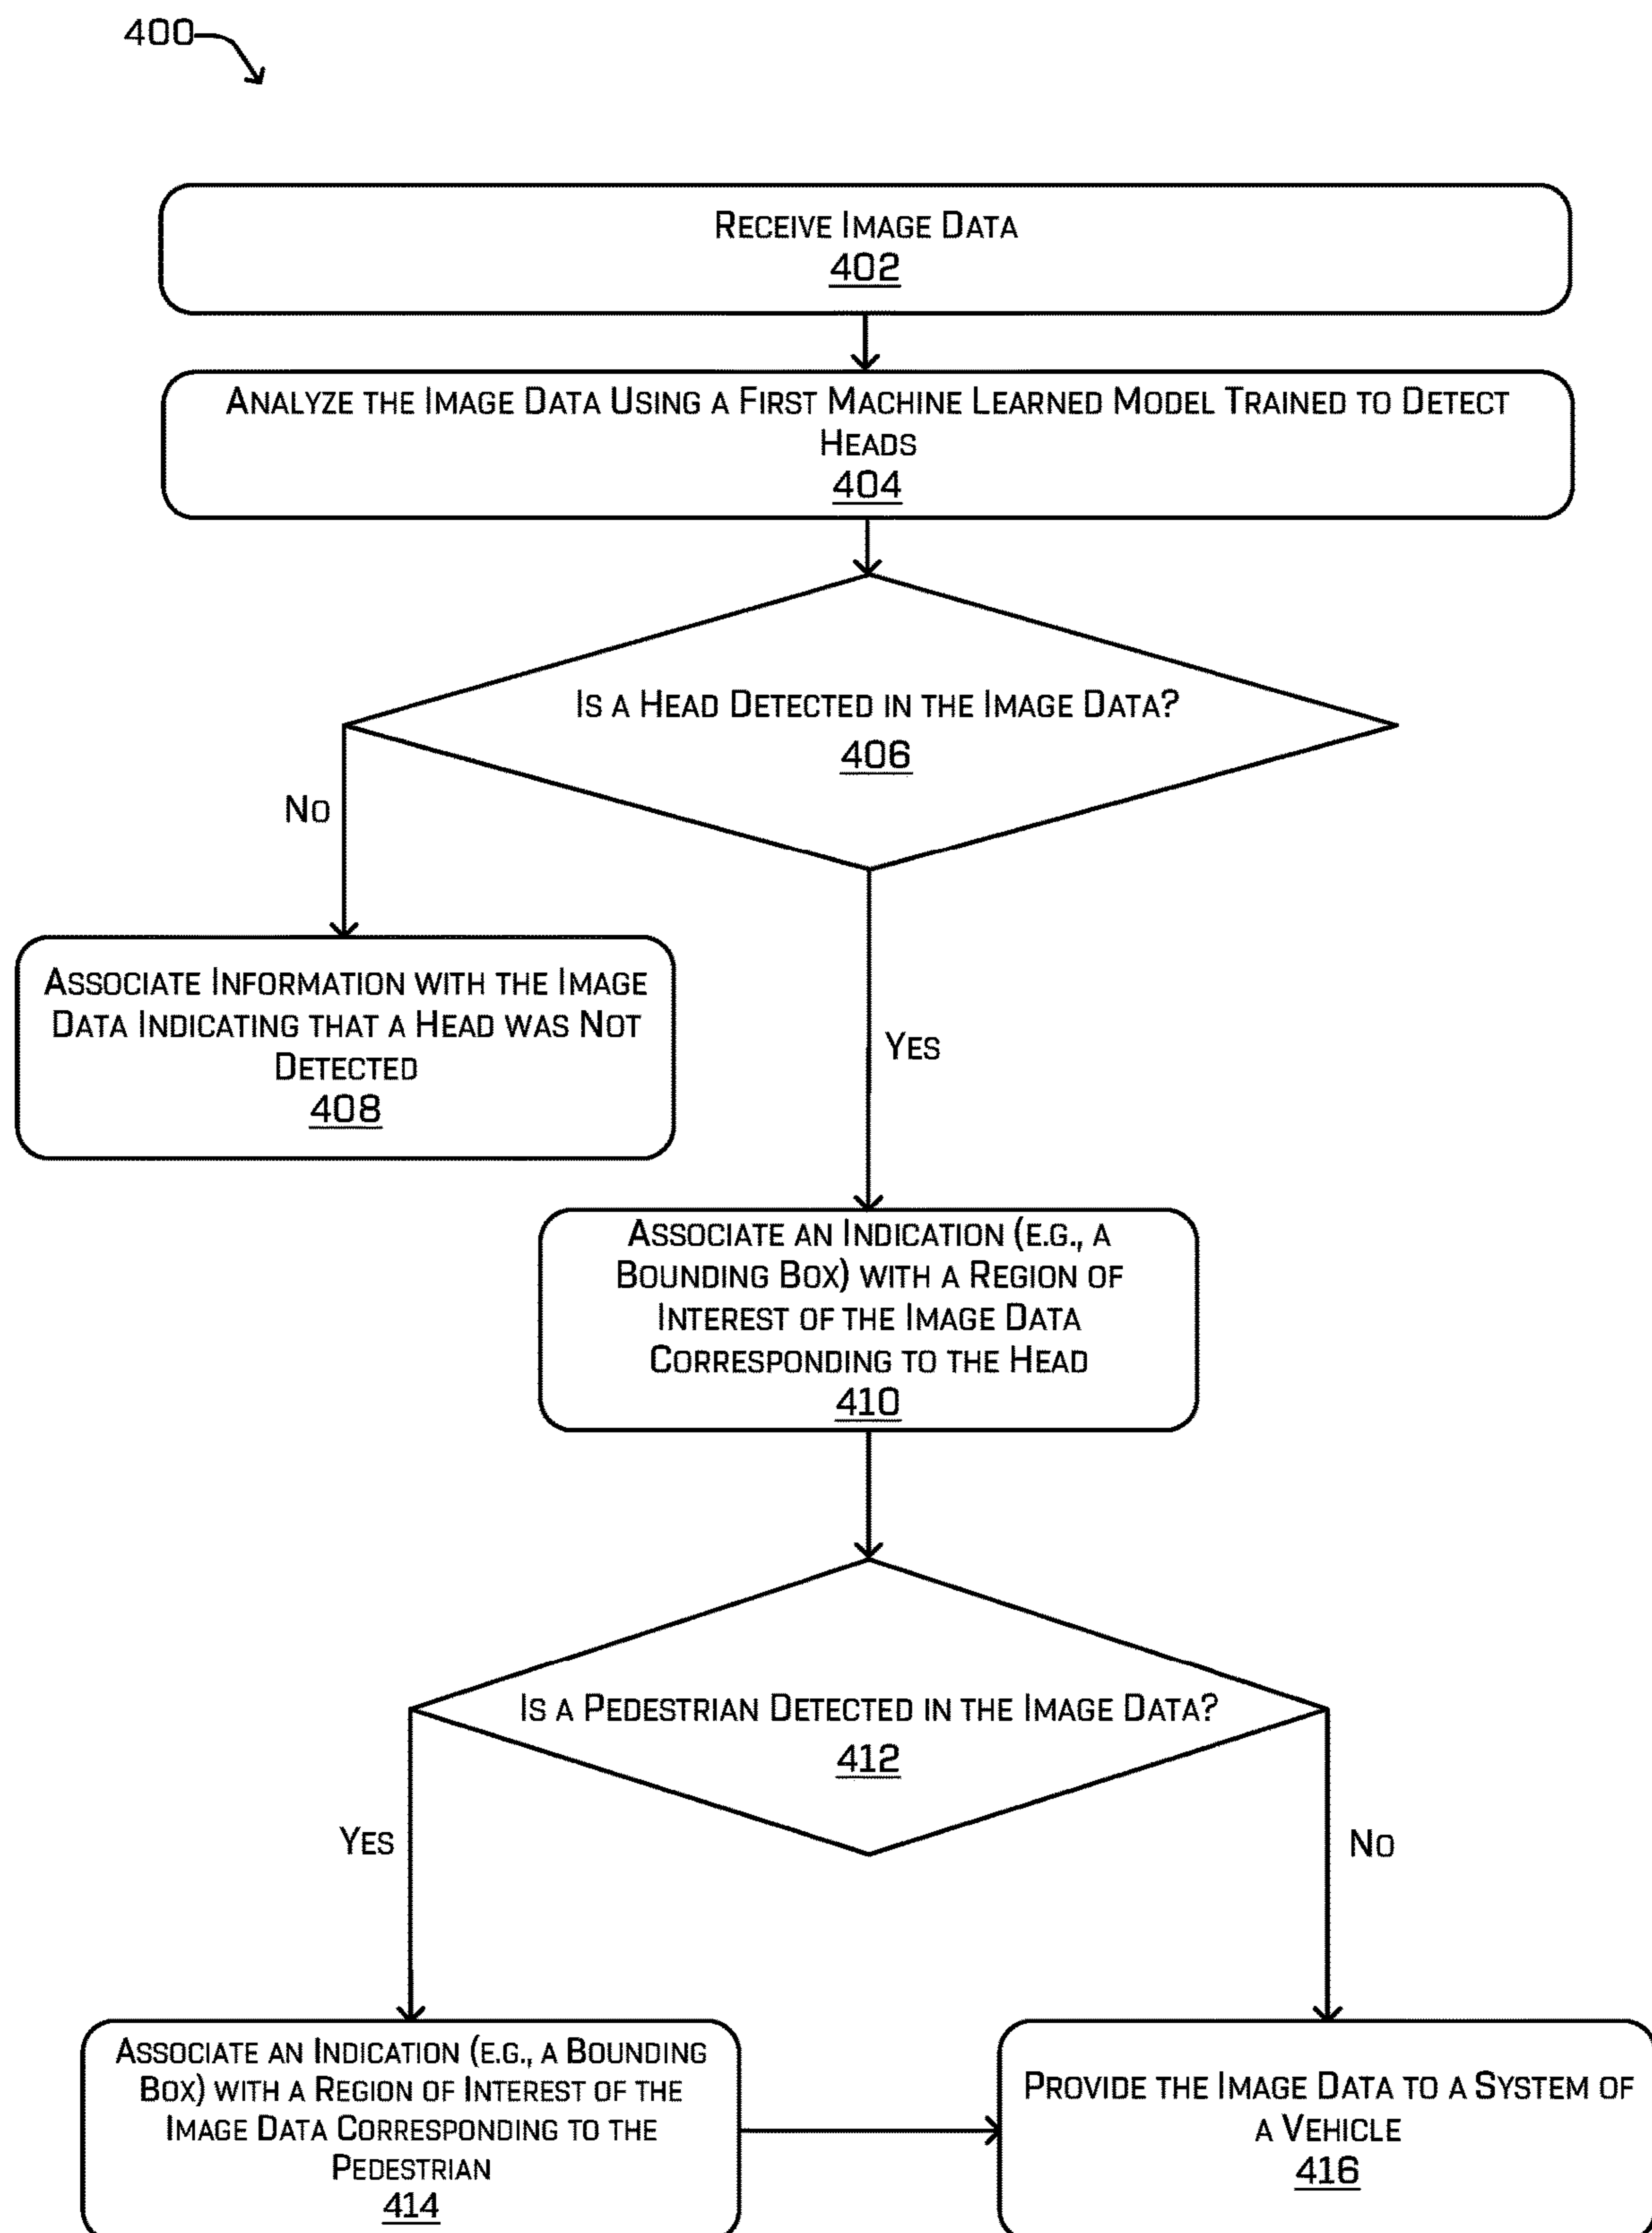 400
Receive Image Data
402
Analyze the Image Data Using a First Machine Learned Model Trained to Detect
Heads
404
Is a Head Detected in the Image Data?
406
No
Associate Information with the Image
Data Indicating that a Head was Not
Detected
408
Yes
Associate an Indication (e.g., a
Bounding Box) with a Region of
Interest of the Image Data
Corresponding to the Head
410
Is a Pedestrian Detected in the Image Data?
412
Yes
No
Associate an Indication (e.g., a Bounding
Box) with a Region of Interest of the
Image Data Corresponding to the
Pedestrian
414
Provide the Image Data to a System of
a Vehicle
416